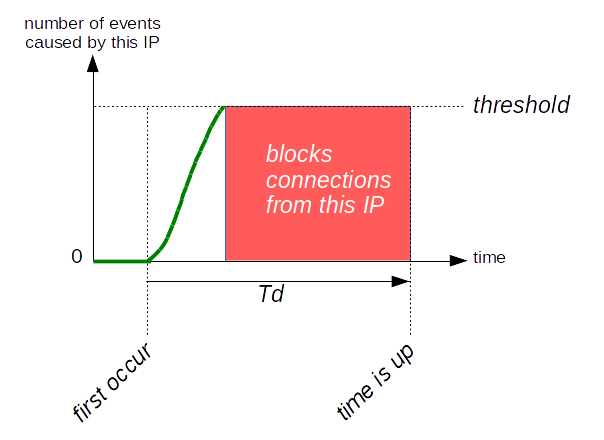 number of events
caused by this IP
threshold
blocks
connections
from this IP
0
time
Td
first occur
time is up